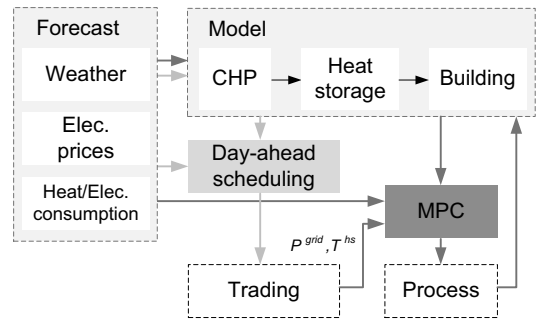 Forecast
Weather
Elec.
prices
Heat/Elec.
consumption
Model
CHP
Heat
storage
Building
Day-ahead
scheduling
MPC
P^grid, T^hs
Trading
Process